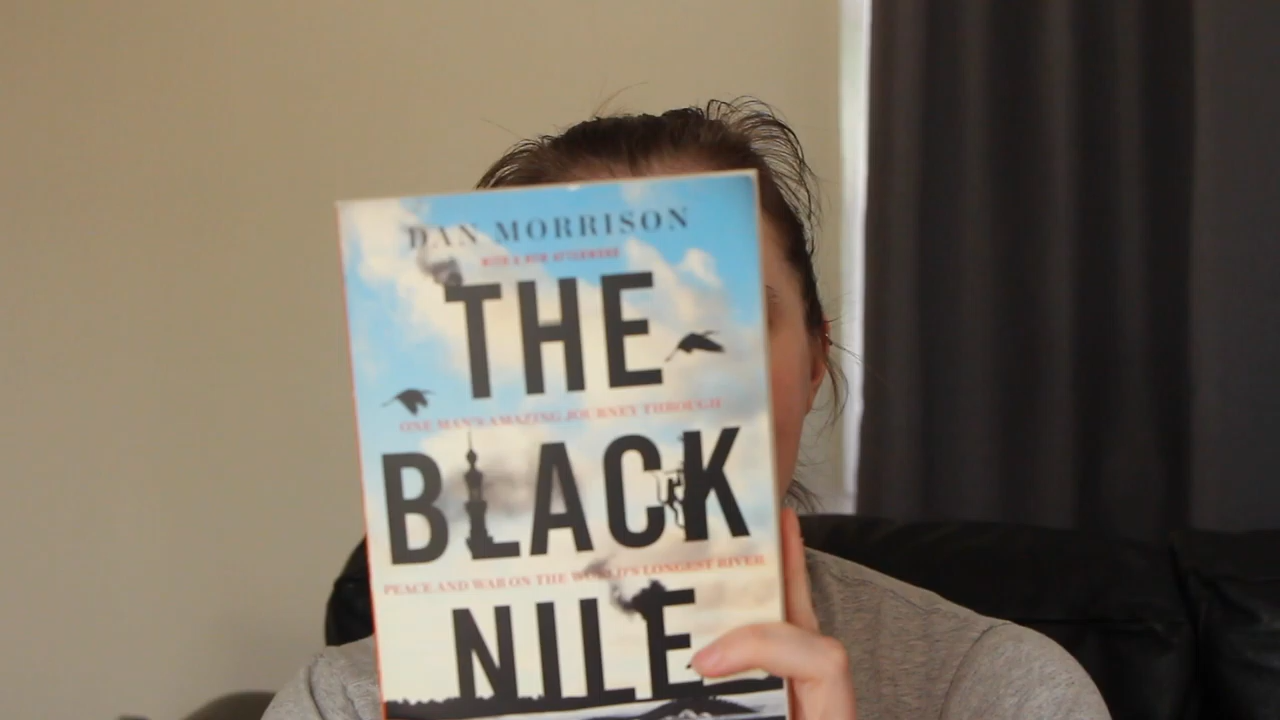 DAN MORRISON
WITH A NEW AFTERWORD
THE
ONE MAN'S AMAZING JOURNEY THROUGH
BLACK
PEACE AND WAR ON THE WORLD'S LONGEST RIVER
NILE